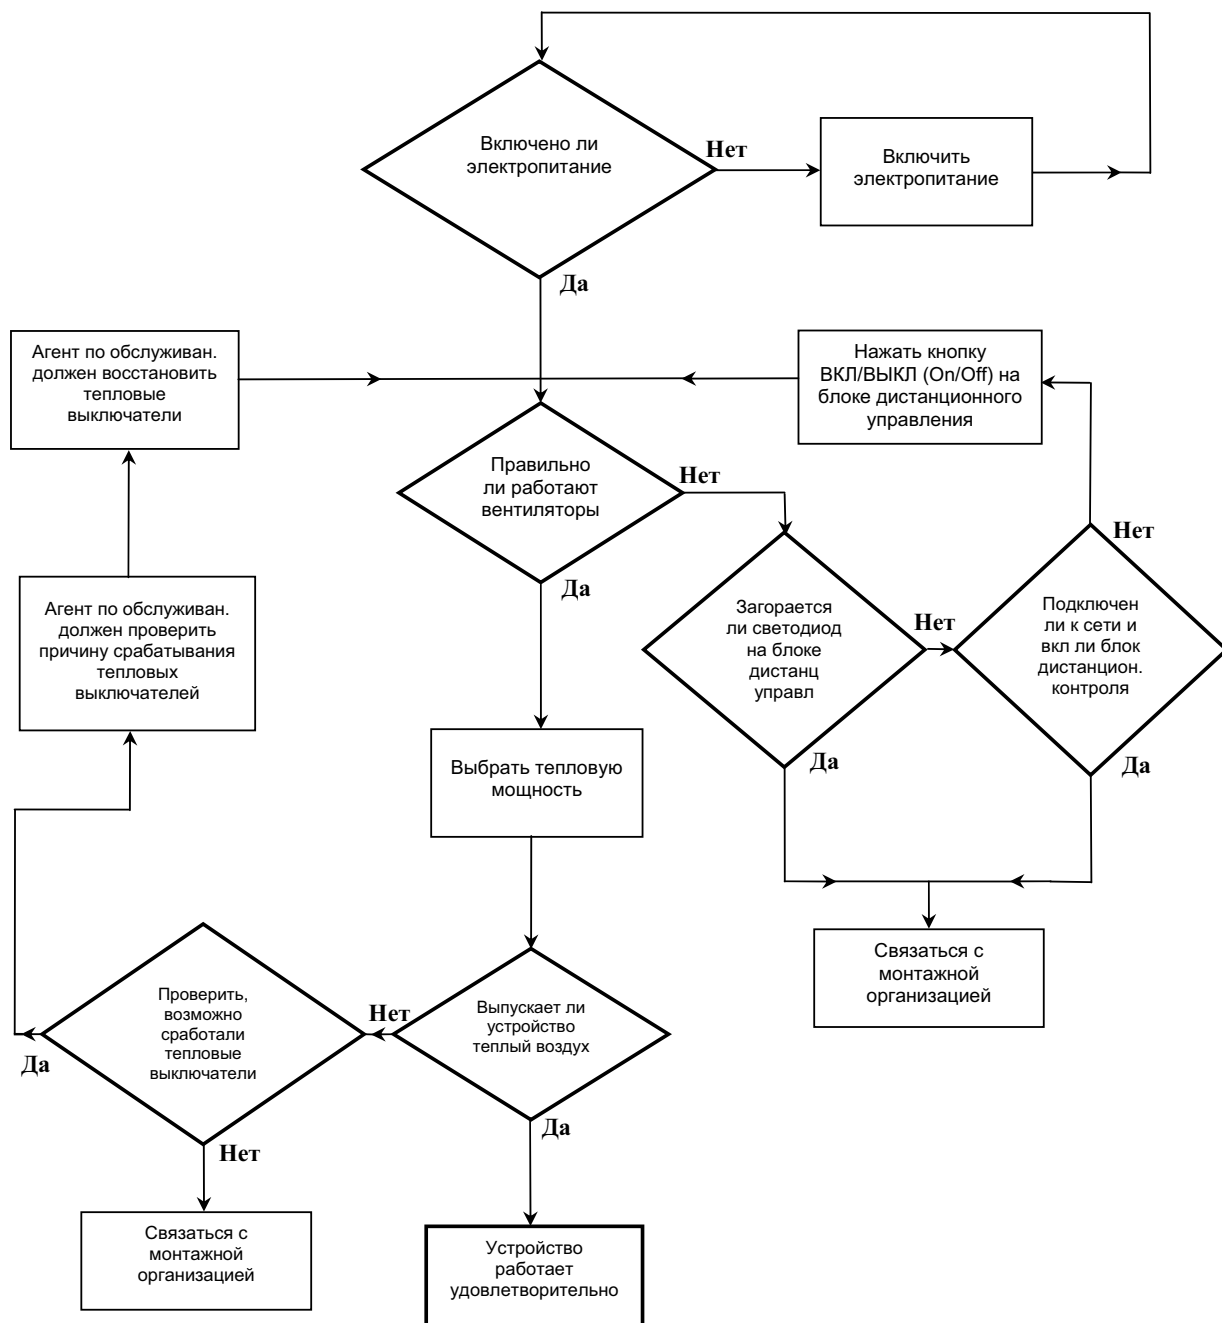 Включено ли
электропитание
Нет
Включить
электропитание
Да
Агент по обслуживан.
должен восстановить
тепловые
выключатели
Нажать кнопку
ВКЛ/ВЫКЛ (On/Off) на
блоке дистанционного
управления
Правильно
ли работают
вентиляторы
Нет
Да
Нет
Агент по обслуживан.
должен проверить
причину срабатывания
тепловых
выключателей
Загорается
ли светодиод
на блоке
дистанц
управл
Нет
Подключен
ли к сети и
вкл ли блок
дистанцион.
контроля
Да
Да
Выбрать тепловую
мощность
Связаться с
монтажной
организацией
Проверить,
возможно
сработали
тепловые
выключатели
Нет
Выпускает ли
устройство
теплый воздух
Да
Да
Нет
Связаться с
монтажной
организацией
Устройство
работает
удовлетворительно